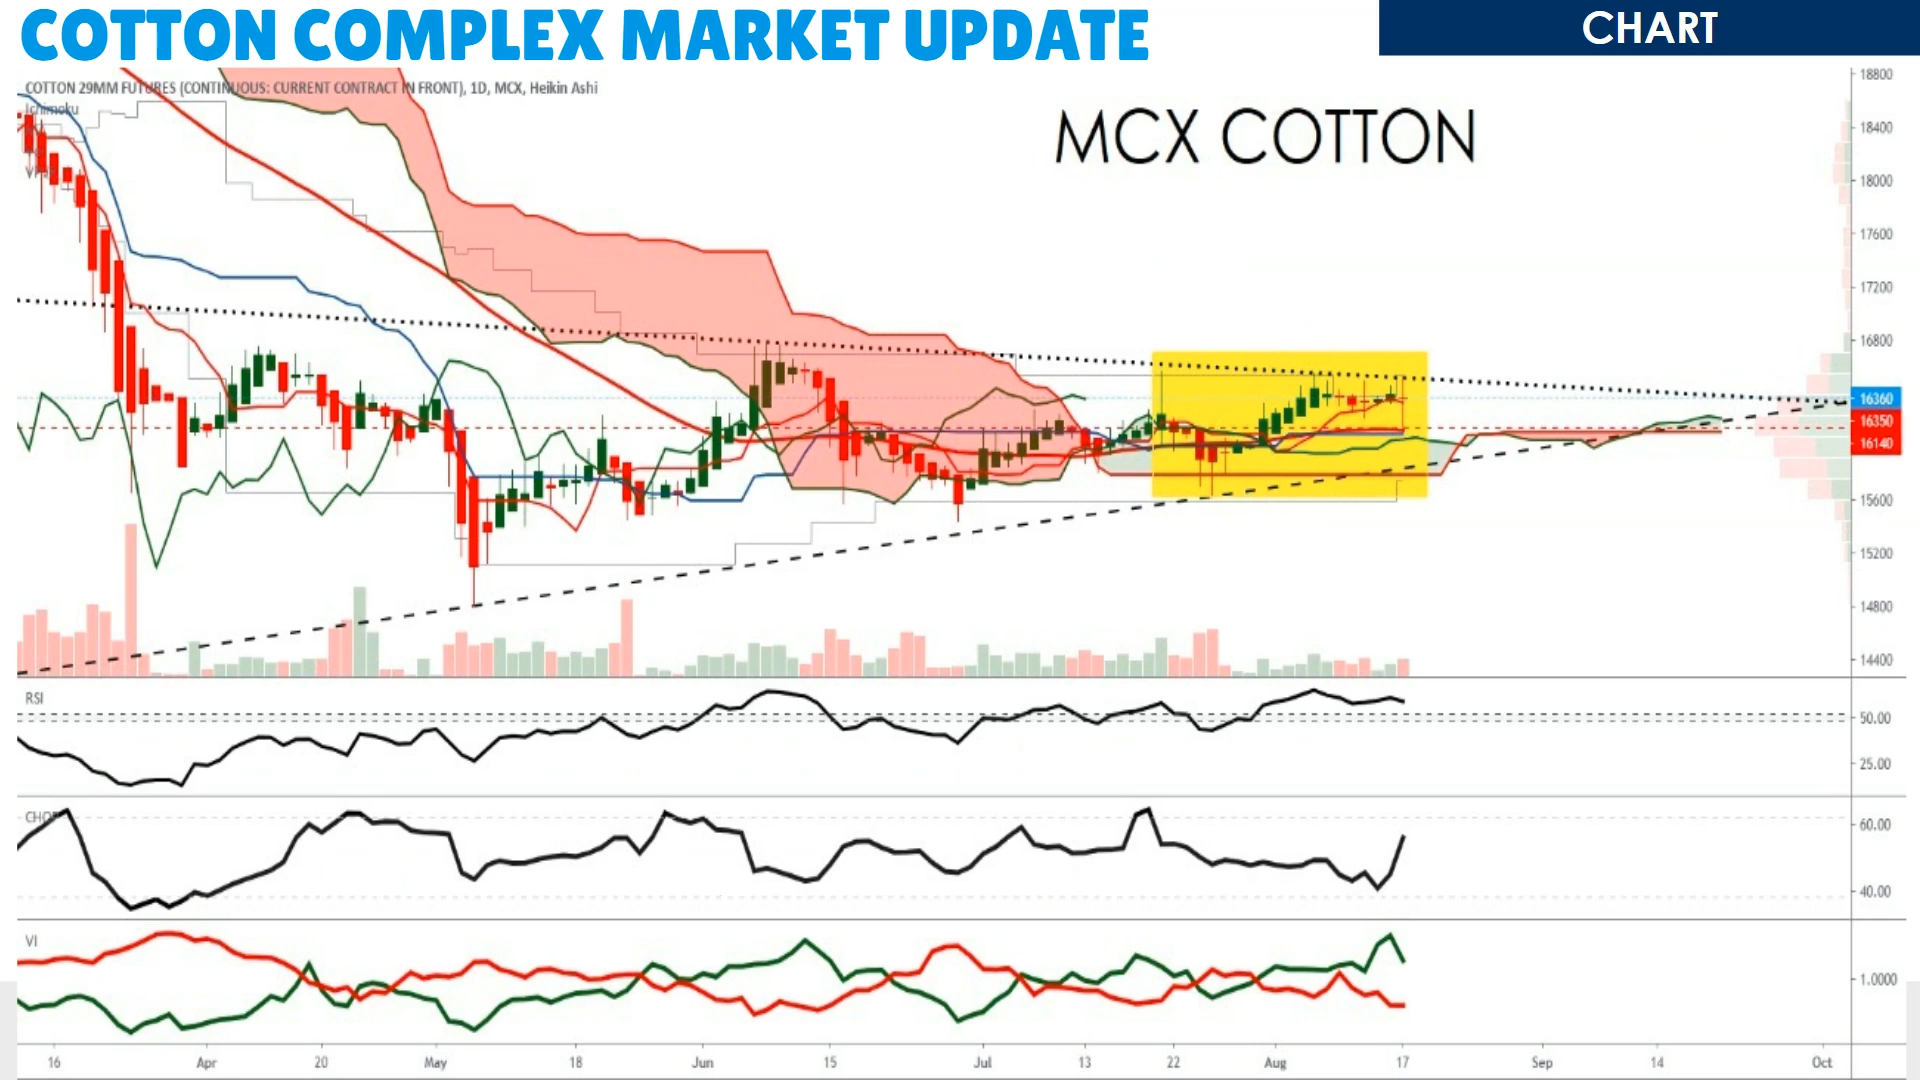 COTTON COMPLEX MARKET UPDATE
CHART
COTTON 29MM FUTURES (CONTINUOUS: CURRENT CONTRACT IN FRONT), 1D, MCX, Heikin Ashi
Ichimoku
MCX COTTON
18800
18400
18000
17600
17200
16800
16360
16350
16140
15600
15200
14800
14400
RSI
50.00
25.00
CHOP
60.00
40.00
VI
1.0000
16 Apr 20 May 18 Jun 15 Jul 13 22 Aug 17 Sep 14 Oct